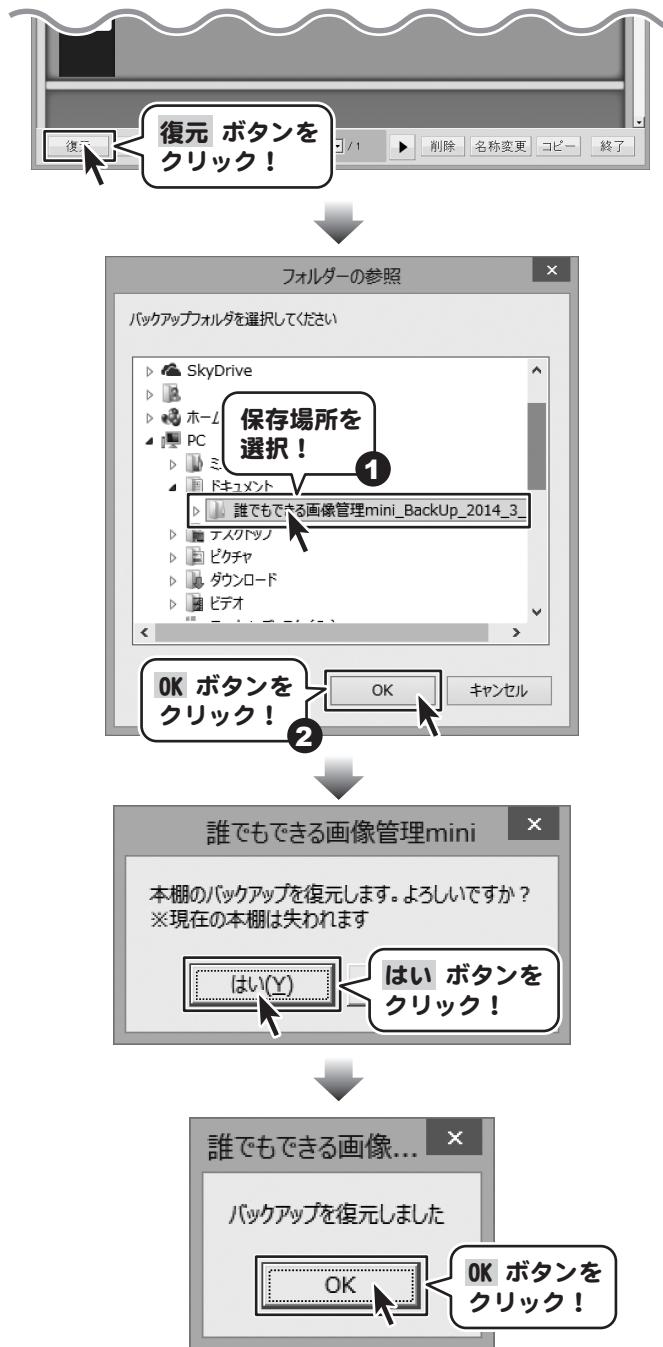 復元 ボタンを
クリック！
/1
削除
名称変更
コピー
終了
フォルダーの参照
バックアップフォルダを選択してください
SkyDrive
PC
保存場所を
選択！
1
ドキュメント
誰でもできる画像管理mini_BackUp_2014_3_
デスクトップ
ピクチャ
ダウンロード
ビデオ
OK ボタンを
クリック！
2
OK
キャンセル
誰でもできる画像管理mini
本棚のバックアップを復元します。よろしいですか？
※現在の本棚は失われます
はい(Y)
はい ボタンを
クリック！
誰でもできる画像...
バックアップを復元しました
OK
OK ボタンを
クリック！